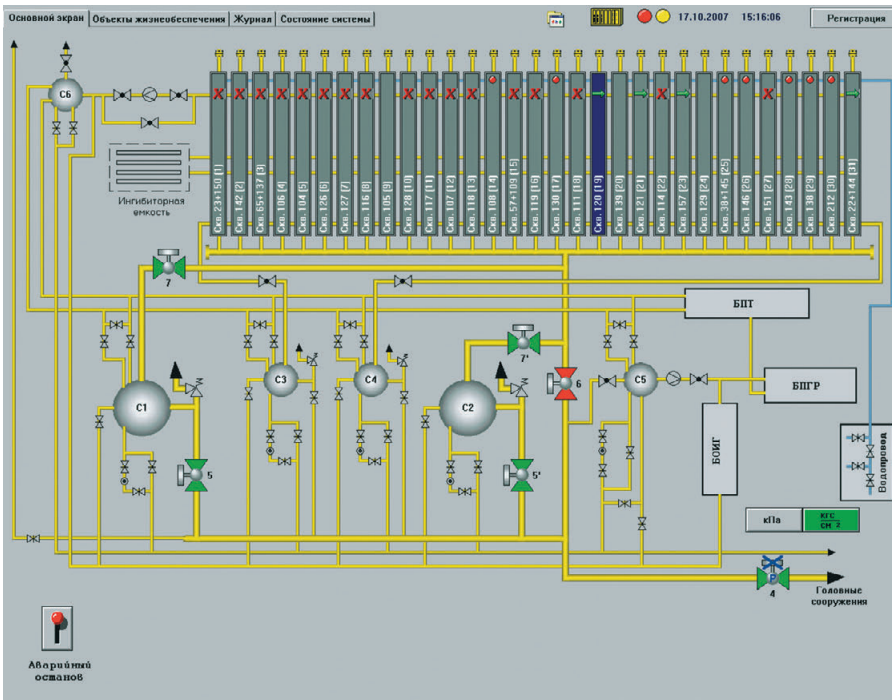 Основной экран
Объекты жизнеобеспечения
Журнал
Состояние системы
17.10.2007 15:16:06
Регистрация
С6
Скв. 23+150 [1]
Скв. 142 [2]
Скв. 65+137 [3]
Скв. 106 [4]
Скв. 104 [5]
Скв. 126 [6]
Скв. 127 [7]
Скв. 116 [8]
Скв. 105 [9]
Скв. 128 [10]
Скв. 117 [11]
Скв. 107 [12]
Скв. 118 [13]
Скв. 108 [14]
Скв. 57+109 [15]
Скв. 119 [16]
Скв. 130 [17]
Скв. 111 [18]
Скв. 120 [19]
Скв. 139 [20]
Скв. 121 [21]
Скв. 114 [22]
Скв. 157 [23]
Скв. 129 [24]
Скв. 38+145 [25]
Скв. 146 [26]
Скв. 151 [27]
Скв. 143 [28]
Скв. 138 [29]
Скв. 212 [30]
Скв. 22+144 [31]
Ингибиторная
емкость
7
БПТ
7'
6
С3
С4
С5
БПГР
С1
С2
БОИГ
5
5'
Водопровод
кПа
кгс
см 2
P
4
Головные
сооружения
Аварийный
останов